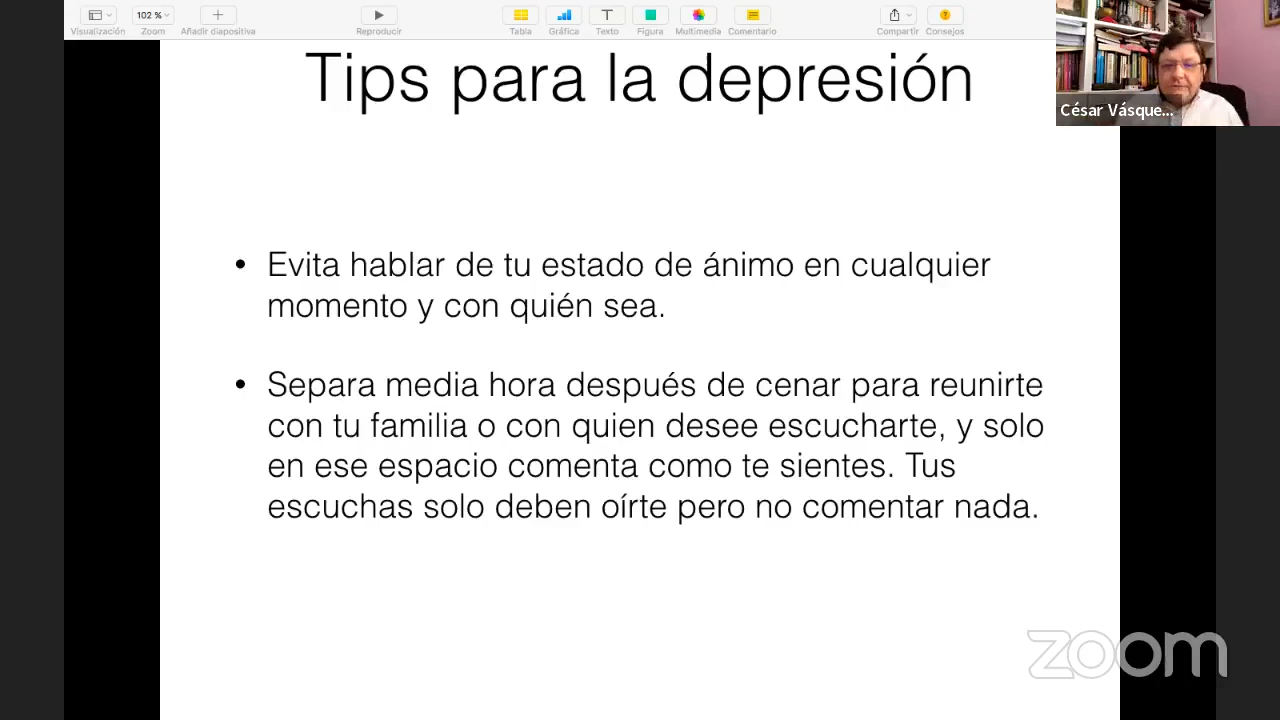 102 %
Visualización Zoom Añadir diapositiva Reproducir Tabla Gráfica Texto Figura Multimedia Comentario Compartir Consejos
César Vásque...
Tips para la depresión
• Evita hablar de tu estado de ánimo en cualquier
momento y con quién sea.
• Separa media hora después de cenar para reunirte
con tu familia o con quien desee escucharte, y solo
en ese espacio comenta como te sientes. Tus
escuchas solo deben oírte pero no comentar nada.
zoom